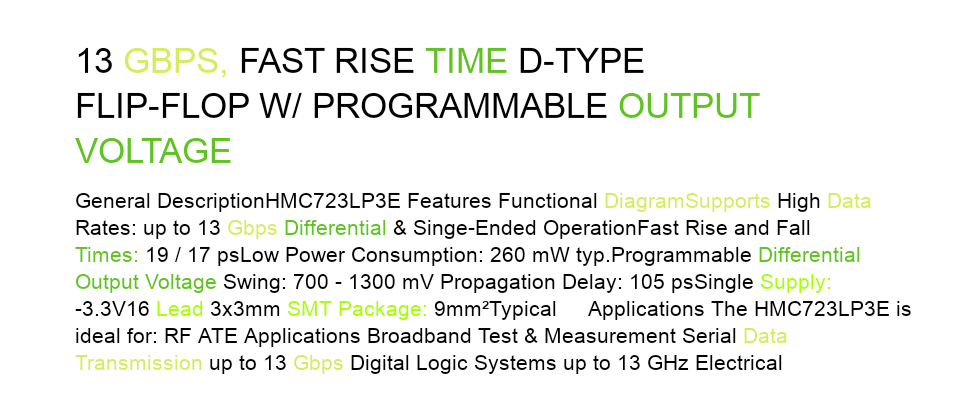 13 GBPS, FAST RISE TIME D-TYPE
FLIP-FLOP W/ PROGRAMMABLE OUTPUT
VOLTAGE
General DescriptionHMC723LP3E Features Functional DiagramSupports High Data
Rates: up to 13 Gbps Differential & Singe-Ended OperationFast Rise and Fall
Times: 19 / 17 psLow Power Consumption: 260 mW typ.Programmable Differential
Output Voltage Swing: 700 - 1300 mV Propagation Delay: 105 psSingle Supply:
-3.3V16 Lead 3x3mm SMT Package: 9mm²Typical Applications The HMC723LP3E is
ideal for: RF ATE Applications Broadband Test & Measurement Serial Data
Transmission up to 13 Gbps Digital Logic Systems up to 13 GHz Electrical